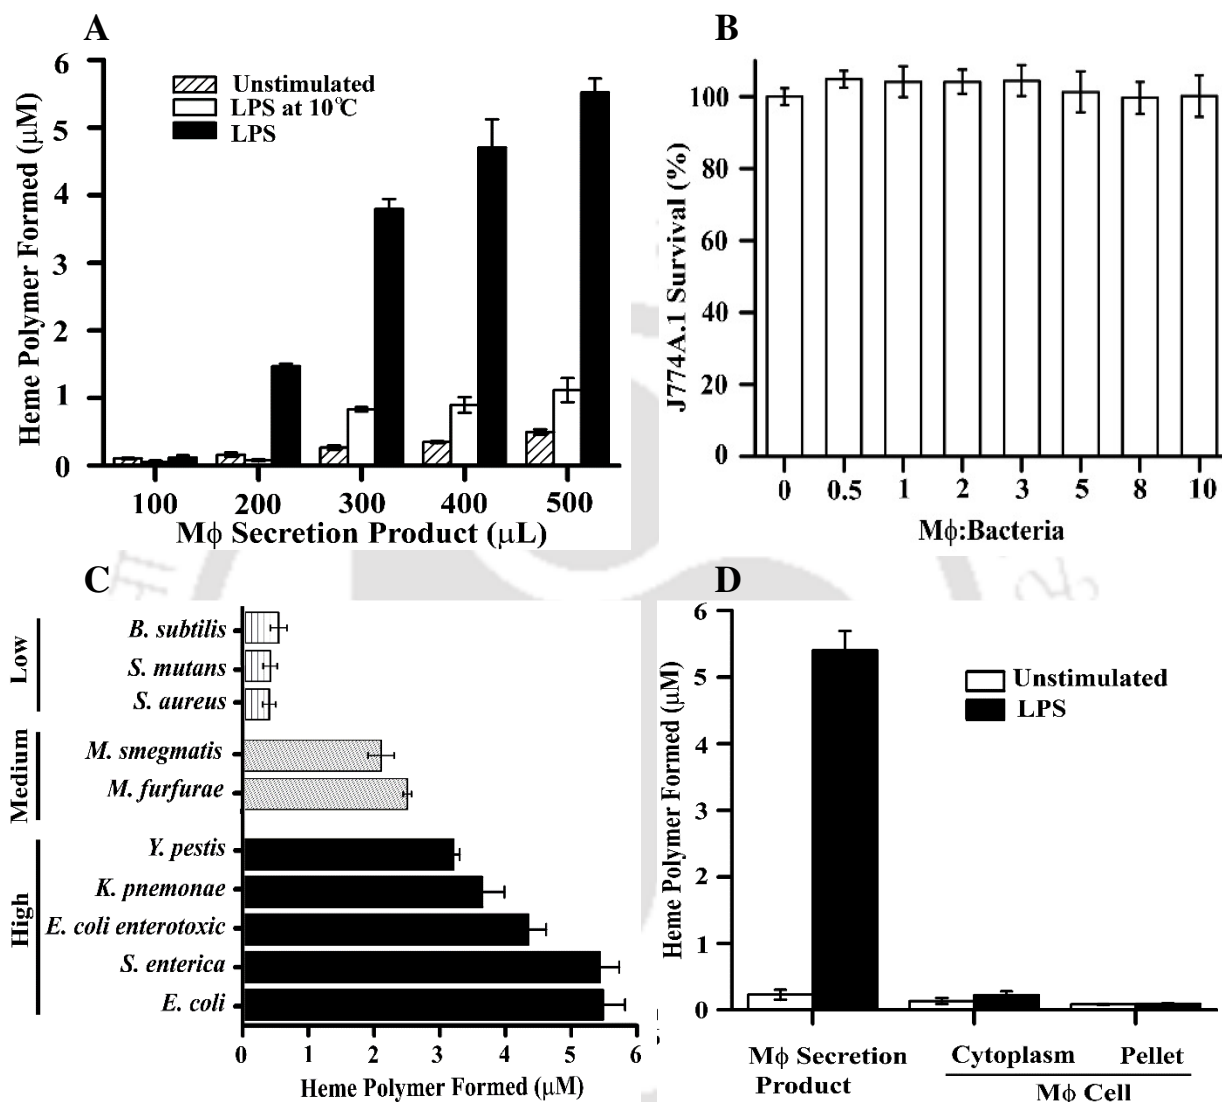 A
Heme Polymer Formed (μM)
6
5
4
3
2
1
0
Unstimulated
LPS at 10°C
LPS
100 200 300 400 500
Mφ Secretion Product (μL)
B
J774A.1 Survival (%)
100
80
60
40
20
0
0 0.5 1 2 3 5 8 10
Mφ:Bacteria
C
Low
B. subtilis
S. mutans
S. aureus
Medium
M. smegmatis
M. furfurae
High
Y. pestis
K. pnemonae
E. coli enterotoxic
S. enterica
E. coli
0 1 2 3 4 5 6
Heme Polymer Formed (μM)
D
Heme Polymer Formed (μM)
6
5
4
3
2
1
0
Unstimulated
LPS
Mφ Secretion
Product
Cytoplasm Pellet
Mφ Cell